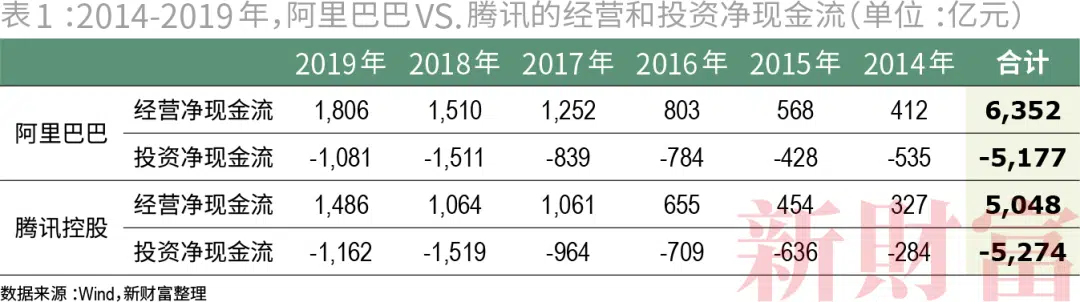 表1：2014-2019年，阿里巴巴VS.腾讯的经营和投资净现金流（单位：亿元）
2019年 2018年 2017年 2016年 2015年 2014年 合计
阿里巴巴
经营净现金流 1,806 1,510 1,252 803 568 412 6,352
投资净现金流 -1,081 -1,511 -839 -784 -428 -535 -5,177
腾讯控股
经营净现金流 1,486 1,064 1,061 655 454 327 5,048
投资净现金流 -1,162 -1,519 -964 -709 -636 -284 -5,274
新財富
数据来源：Wind，新财富整理